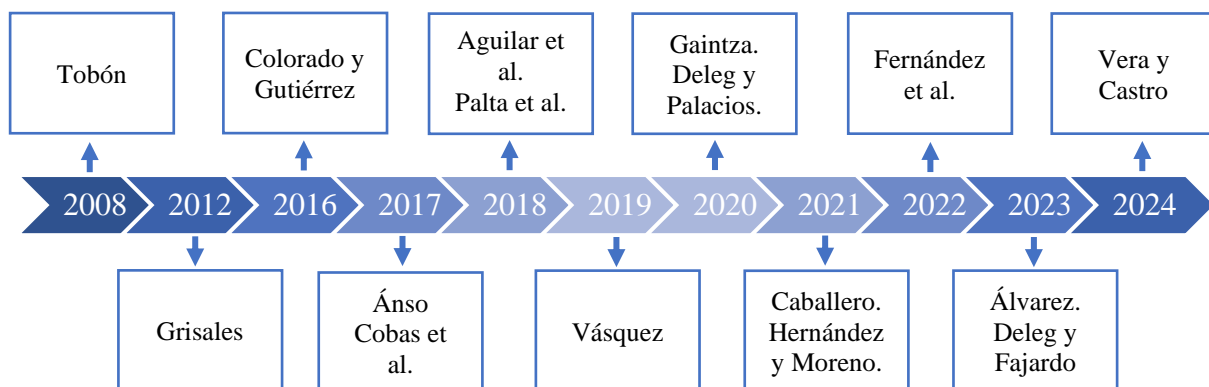 Tobón
Colorado y
Gutiérrez
Aguilar et
al.
Palta et al.
Gaintza.
Deleg y
Palacios.
Fernández
et al.
Vera y
Castro
2008 2012 2016 2017 2018 2019 2020 2021 2022 2023 2024
Grisales
Ánso
Cobas et
al.
Vásquez
Caballero.
Hernández
y Moreno.
Álvarez.
Deleg y
Fajardo